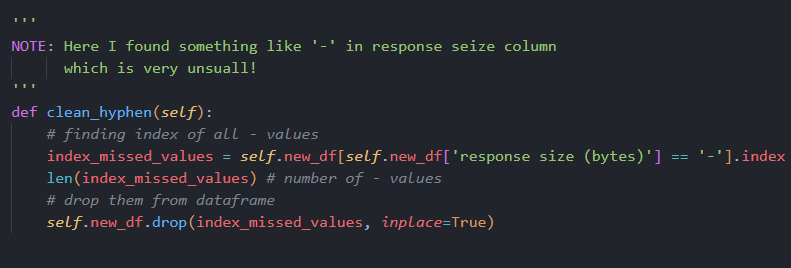 '''
NOTE: Here I found something like '-' in response seize column
which is very unsuall!
'''
def clean_hyphen(self):
# finding index of all - values
index_missed_values = self.new_df[self.new_df['response size (bytes)'] == '-'].index
len(index_missed_values) # number of - values
# drop them from dataframe
self.new_df.drop(index_missed_values, inplace=True)